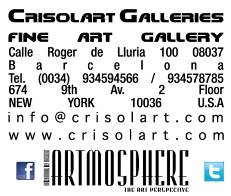 CRISOLART GALLERIES
FINE ART GALLERY
Calle Roger de Lluria 100 08037
Barcelona
Tel. (0034) 934594566 / 934578785
674 9th Av. 2 Floor
NEW YORK 10036 U.S.A
info@crisolart.com
www.crisolart.com
f ARTMOSPHERE t
THE ART PERSPECTIVE